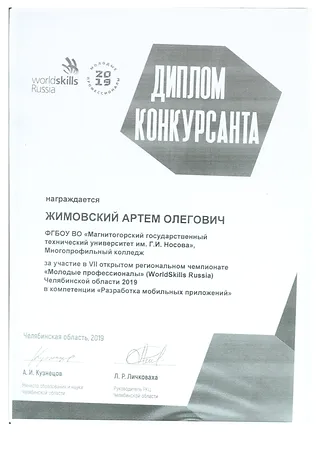 worldskills
Russia
МОЛОДЫЕ ПРОФЕССИОНАЛЫ
2019
ДИПЛОМ
КОНКУРСАНТА
награждается
ЖИМОВСКИЙ АРТЕМ ОЛЕГОВИЧ
ФГБОУ ВО «Магнитогорский государственный
технический университет им. Г.И. Носова»,
Многопрофильный колледж
за участие в VII открытом региональном чемпионате
«Молодые профессионалы» (WorldSkills Russia)
Челябинской области 2019
в компетенции «Разработка мобильных приложений»
Челябинская область, 2019
А. И. Кузнецов
Министр образования и науки
Челябинской области
Л. Р. Личковаха
Руководитель РКЦ
Челябинской области